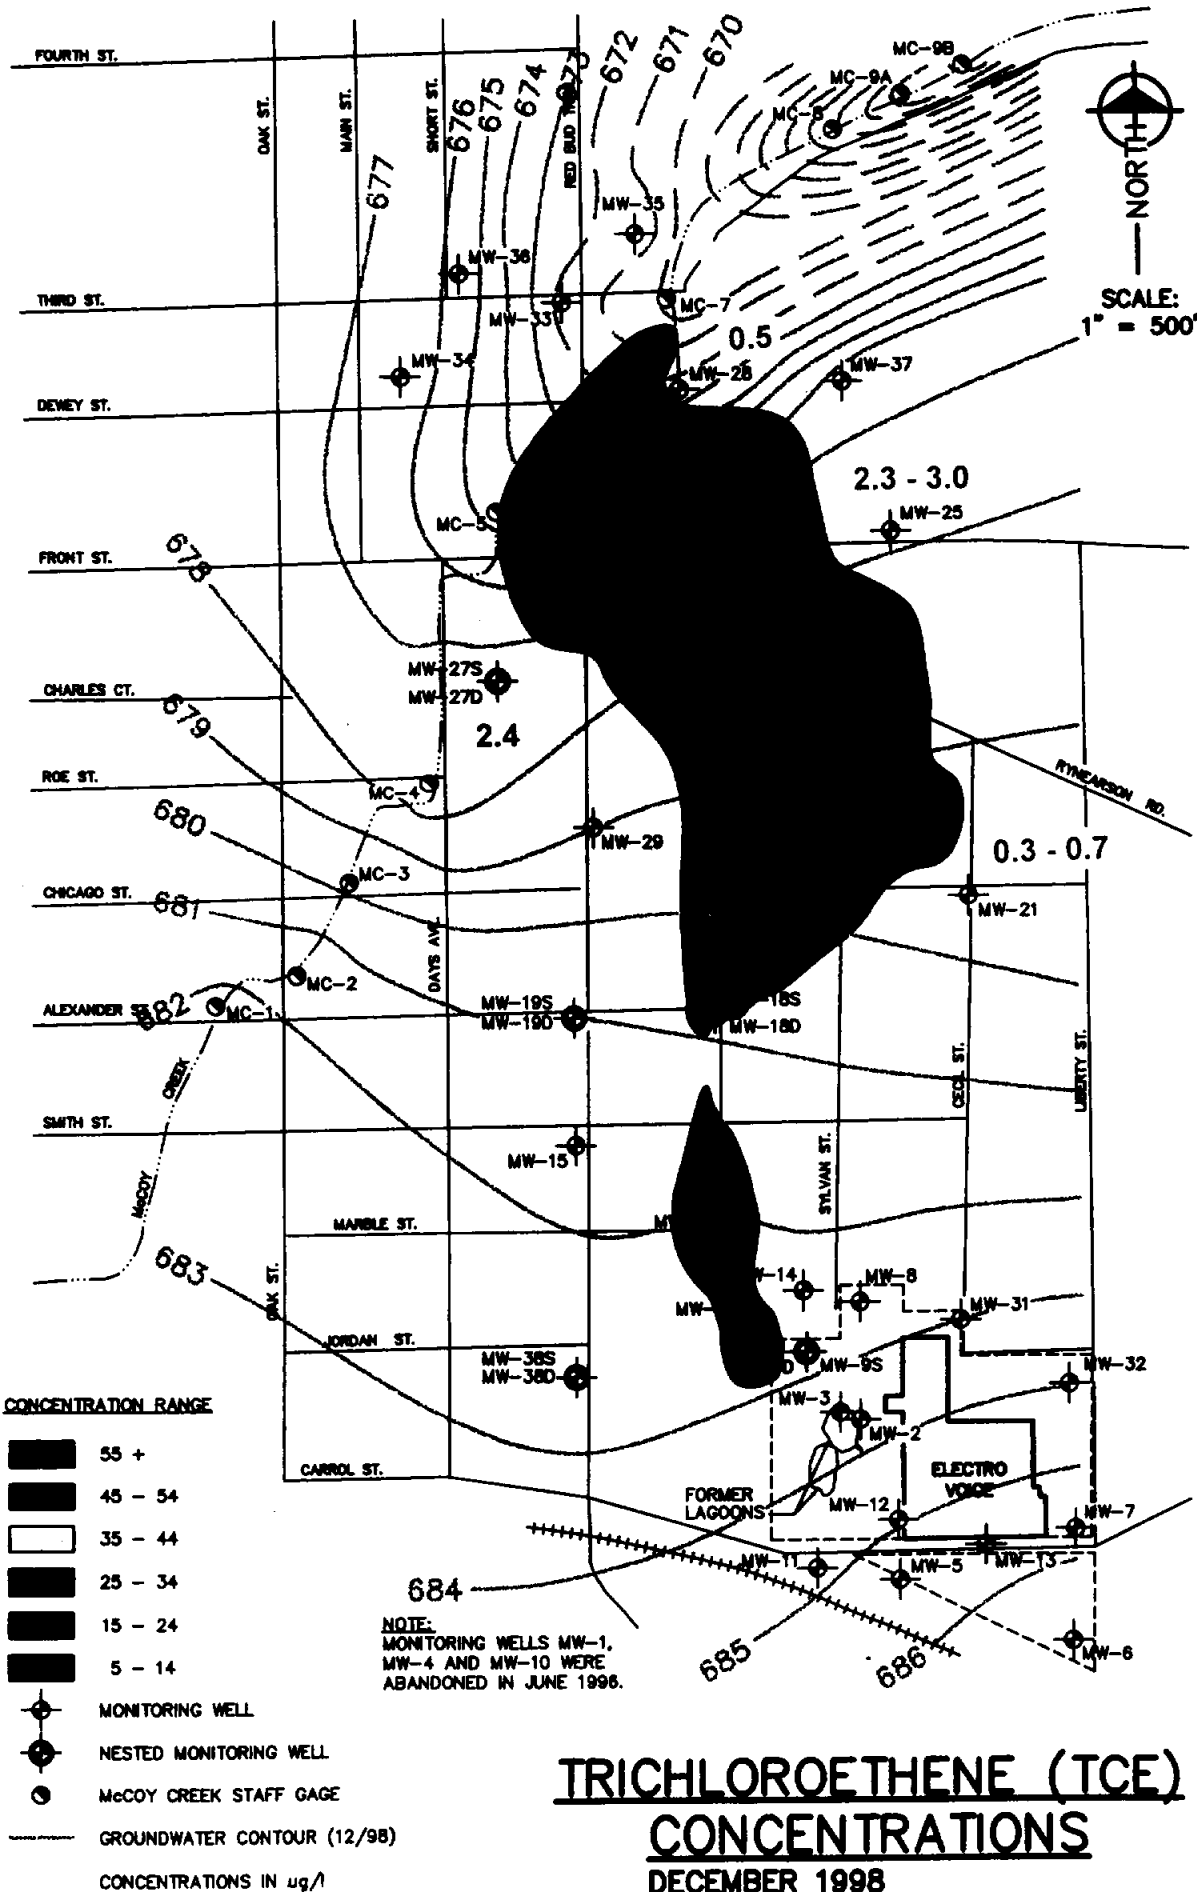 FOURTH ST.
OAK ST.
MAIN ST.
SHORT ST.
RED BUD
677
676
675
674
673
672
671
670
MC-9B
MC-9A
MC-8
NORTH
SCALE:
1" = 500'
MW-35
MW-36
THIRD ST.
MW-33
MC-7
0.5
MW-34
MW-28
MW-37
DEWEY ST.
2.3 - 3.0
MC-5
MW-25
FRONT ST.
678
MW-27S
MW-27D
CHARLES CT.
679
2.4
ROE ST.
MC-4
RYNEARSON RD.
680
MW-29
0.3 - 0.7
MC-3
CHICAGO ST.
681
MW-21
DAYS AVE.
MC-2
682
MW-19S
MW-19D
-18S
MW-18D
ALEXANDER ST.
MC-1
CREEK
CECIL ST.
LIBERTY ST.
SMITH ST.
MW-15
SYLVAN ST.
McCOY
MARBLE ST.
683
OAK ST.
-14
MW-8
MW-
MW-31
JORDAN ST.
MW-38S
MW-38D
D
MW-9S
MW-32
MW-3
MW-2
CARROL ST.
ELECTRO
VOICE
FORMER
LAGOONS
MW-12
MW-7
MW-11
MW-5
MW-13
684
685
686
MW-6
NOTE:
MONITORING WELLS MW-1,
MW-4 AND MW-10 WERE
ABANDONED IN JUNE 1996.
CONCENTRATION RANGE
55 +
45 - 54
35 - 44
25 - 34
15 - 24
5 - 14
MONITORING WELL
NESTED MONITORING WELL
McCOY CREEK STAFF GAGE
GROUNDWATER CONTOUR (12/98)
CONCENTRATIONS IN ug/l
TRICHLOROETHENE (TCE)
CONCENTRATIONS
DECEMBER 1998